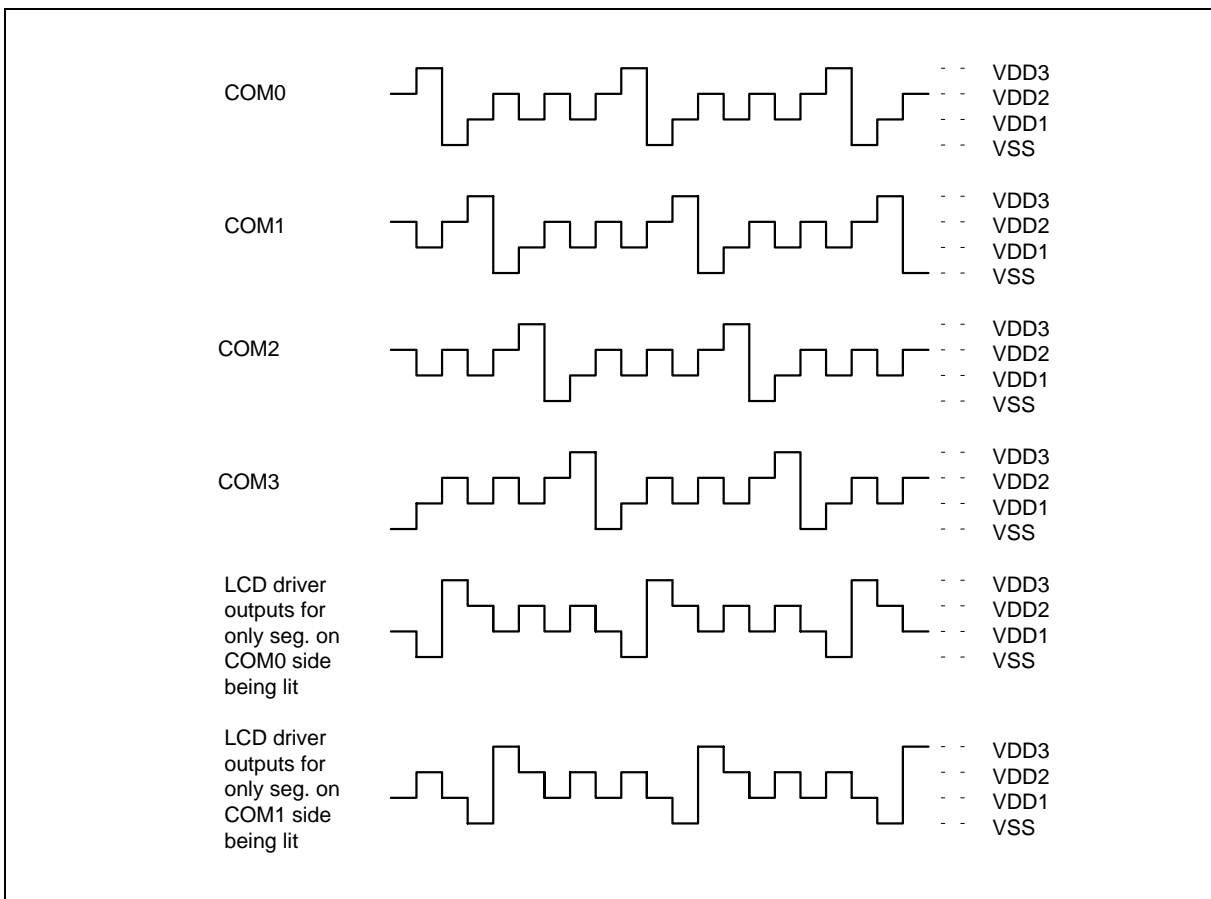 COM0
VDD3
VDD2
VDD1
VSS
COM1
VDD3
VDD2
VDD1
VSS
COM2
VDD3
VDD2
VDD1
VSS
COM3
VDD3
VDD2
VDD1
VSS
LCD driver
outputs for
only seg. on
COM0 side
being lit
VDD3
VDD2
VDD1
VSS
LCD driver
outputs for
only seg. on
COM1 side
being lit
VDD3
VDD2
VDD1
VSS